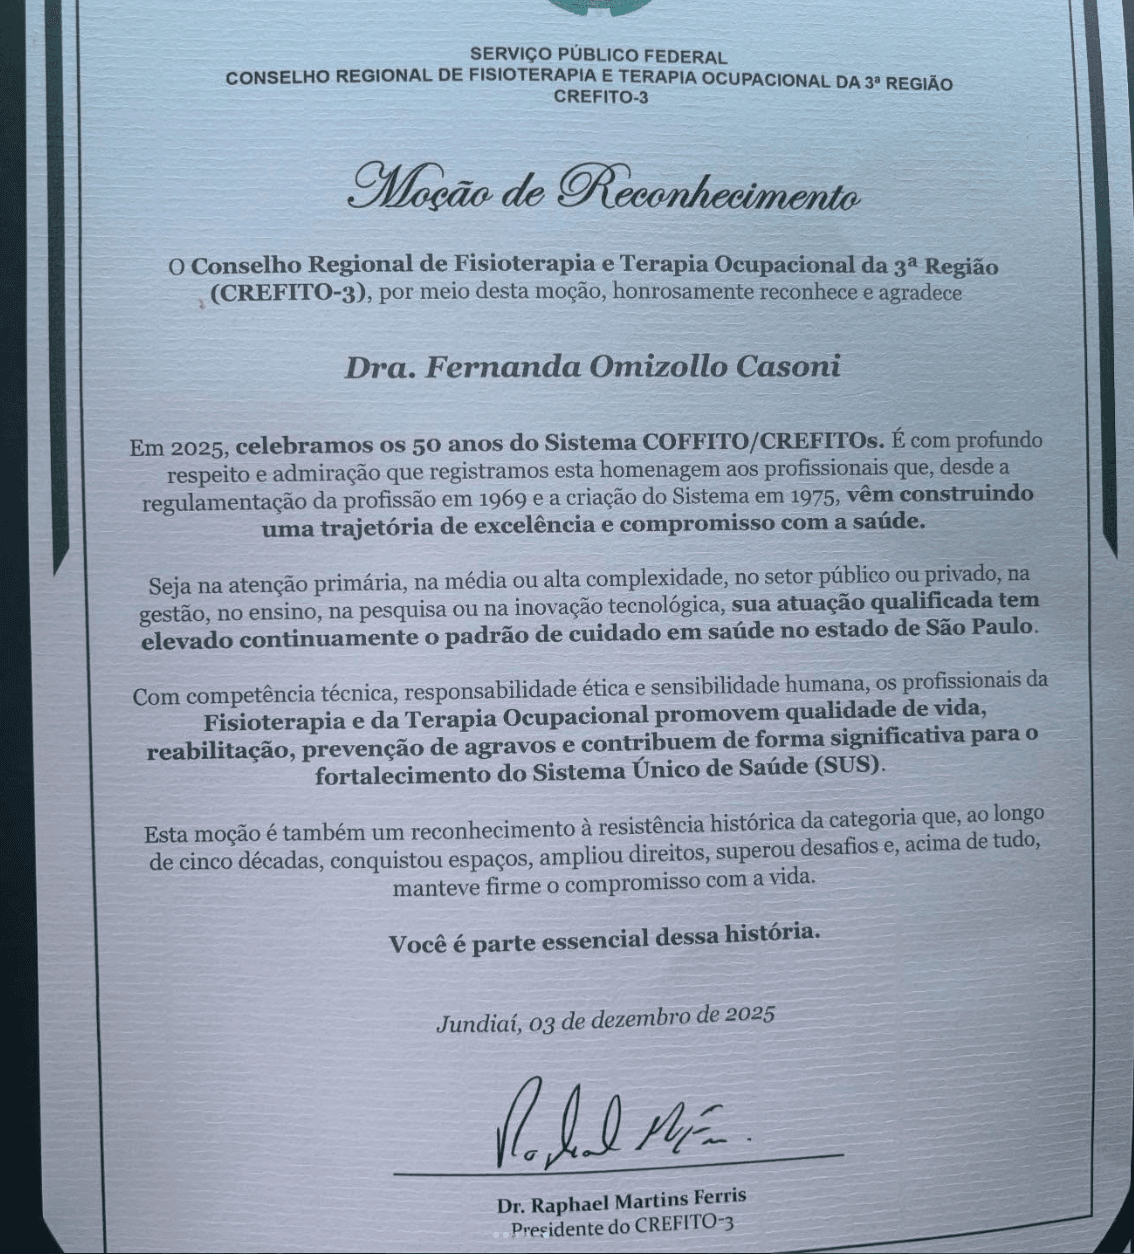 SERVIÇO PÚBLICO FEDERAL
CONSELHO REGIONAL DE FISIOTERAPIA E TERAPIA OCUPACIONAL DA 3ª REGIÃO
CREFITO-3
Moção de Reconhecimento
O Conselho Regional de Fisioterapia e Terapia Ocupacional da 3ª Região
(CREFITO-3), por meio desta moção, honrosamente reconhece e agradece
Dra. Fernanda Omizollo Casoni
Em 2025, celebramos os 50 anos do Sistema COFFITO/CREFITOs. É com profundo
respeito e admiração que registramos esta homenagem aos profissionais que, desde a
regulamentação da profissão em 1969 e a criação do Sistema em 1975, vêm construindo
uma trajetória de excelência e compromisso com a saúde.
Seja na atenção primária, na média ou alta complexidade, no setor público ou privado, na
gestão, no ensino, na pesquisa ou na inovação tecnológica, sua atuação qualificada tem
elevado continuamente o padrão de cuidado em saúde no estado de São Paulo.
Com competência técnica, responsabilidade ética e sensibilidade humana, os profissionais da
Fisioterapia e da Terapia Ocupacional promovem qualidade de vida,
reabilitação, prevenção de agravos e contribuem de forma significativa para o
fortalecimento do Sistema Único de Saúde (SUS).
Esta moção é também um reconhecimento à resistência histórica da categoria que, ao longo
de cinco décadas, conquistou espaços, ampliou direitos, superou desafios e, acima de tudo,
manteve firme o compromisso com a vida.
Você é parte essencial dessa história.
Jundiaí, 03 de dezembro de 2025
Dr. Raphael Martins Ferris
Presidente do CREFITO-3